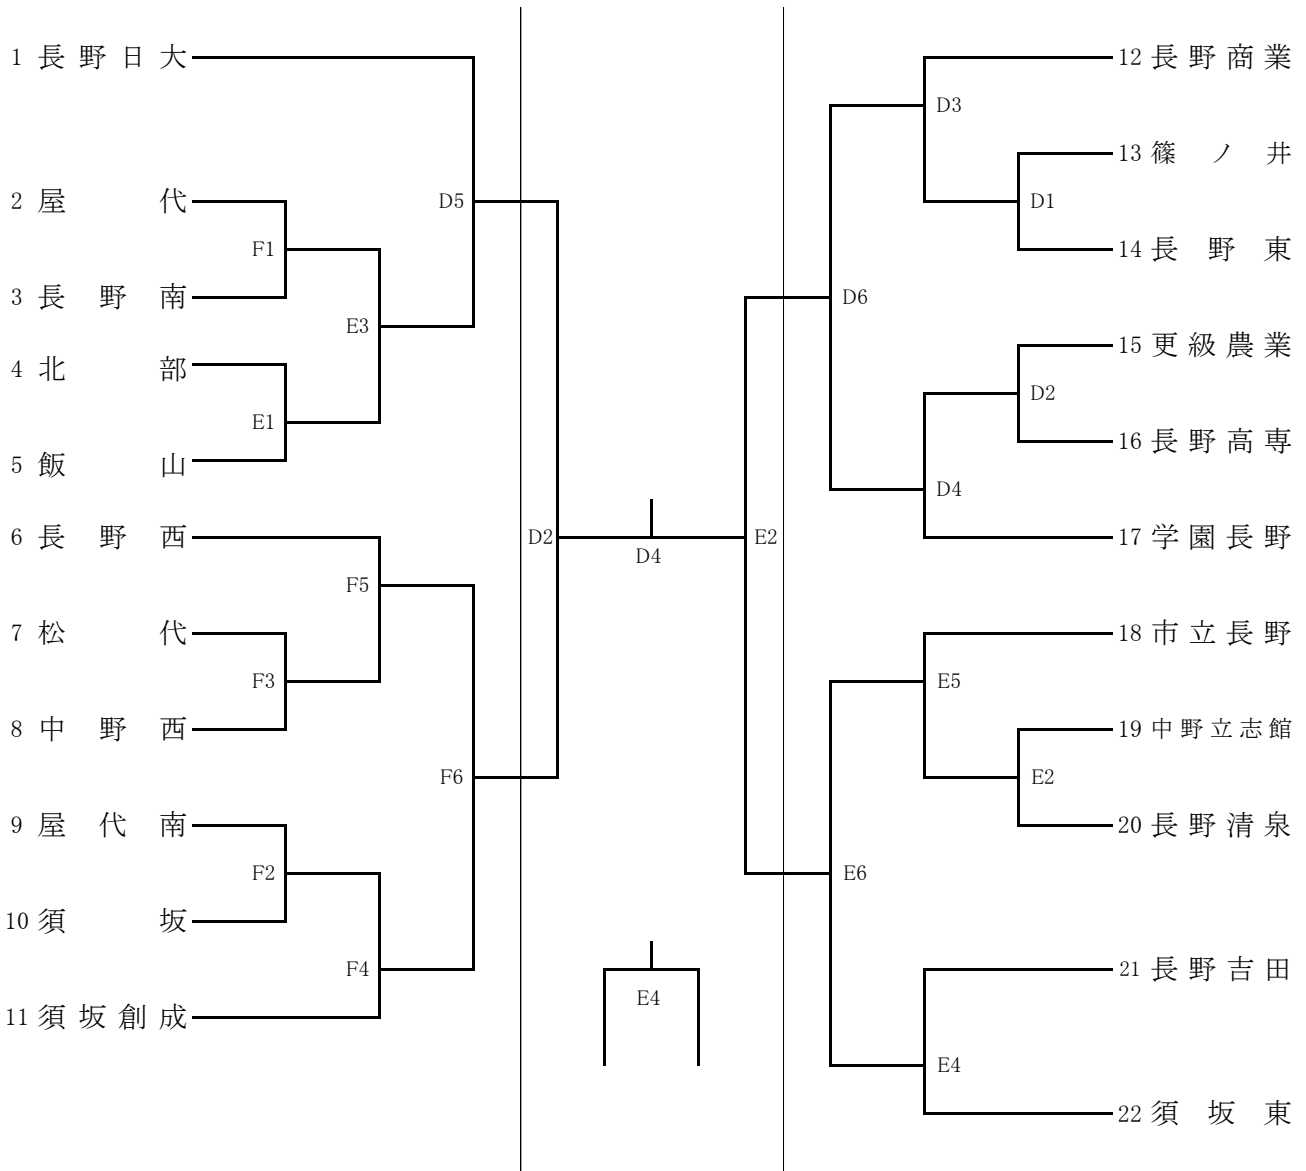 1 長野日大
2 屋代
D5
F1
3 長野南
E3
4 北部
E1
5 飯山
6 長野西
F5
7 松代
F3
8 中野西
F6
9 屋代南
F2
10 須坂
F4
11 須坂創成
D2
D4
E2
E4
12 長野商業
D3
13 篠ノ井
D1
14 長野東
D6
15 更級農業
D2
16 長野高専
D4
17 学園長野
18 市立長野
E5
19 中野立志館
E2
20 長野清泉
E6
21 長野吉田
E4
22 須坂東